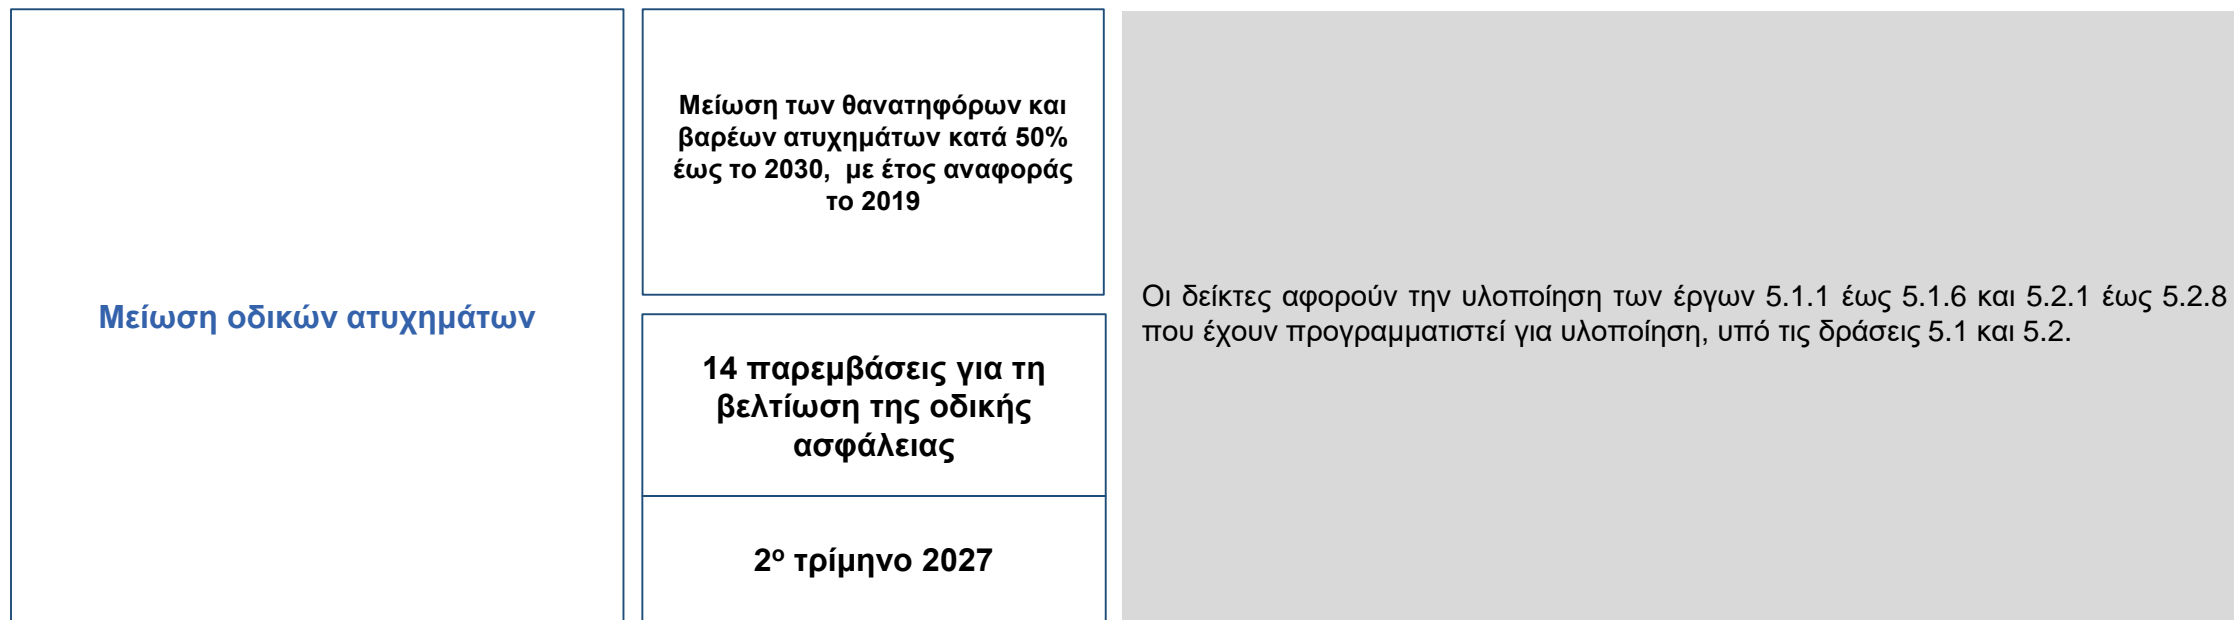 Μείωση οδικών ατυχημάτων
Μείωση των θανατηφόρων και
βαρέων ατυχημάτων κατά 50%
έως το 2030,  με έτος αναφοράς
το 2019
14 παρεμβάσεις για τη
βελτίωση της οδικής
ασφάλειας
2ο τρίμηνο 2027
Οι δείκτες αφορούν την υλοποίηση των έργων 5.1.1 έως 5.1.6 και 5.2.1 έως 5.2.8
που έχουν προγραμματιστεί για υλοποίηση, υπό τις δράσεις 5.1 και 5.2.